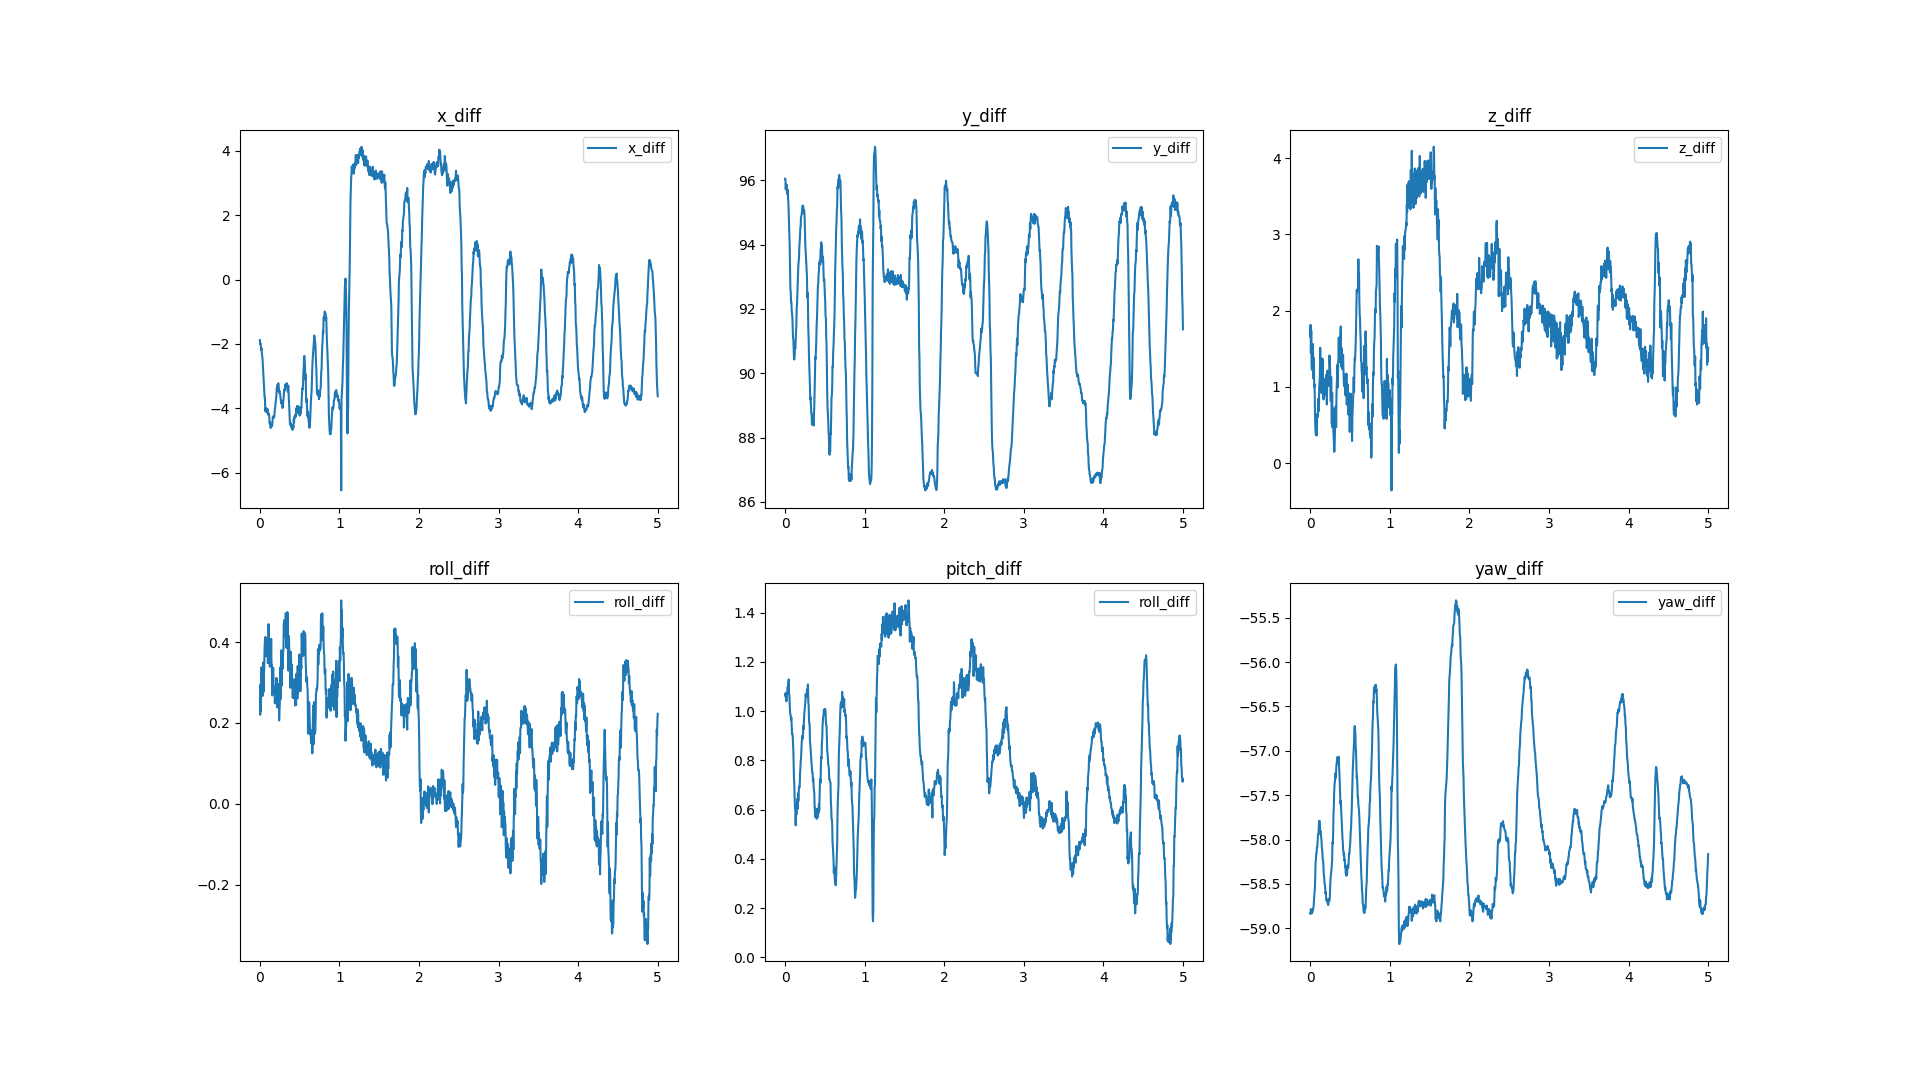 x_diff
x_diff
4
2
0
−2
−4
−6
0 1 2 3 4 5
y_diff
y_diff
96
94
92
90
88
86
0 1 2 3 4 5
z_diff
z_diff
4
3
2
1
0
0 1 2 3 4 5
roll_diff
roll_diff
0.4
0.2
0.0
−0.2
0 1 2 3 4 5
pitch_diff
roll_diff
1.4
1.2
1.0
0.8
0.6
0.4
0.2
0.0
0 1 2 3 4 5
yaw_diff
yaw_diff
−55.5
−56.0
−56.5
−57.0
−57.5
−58.0
−58.5
−59.0
0 1 2 3 4 5